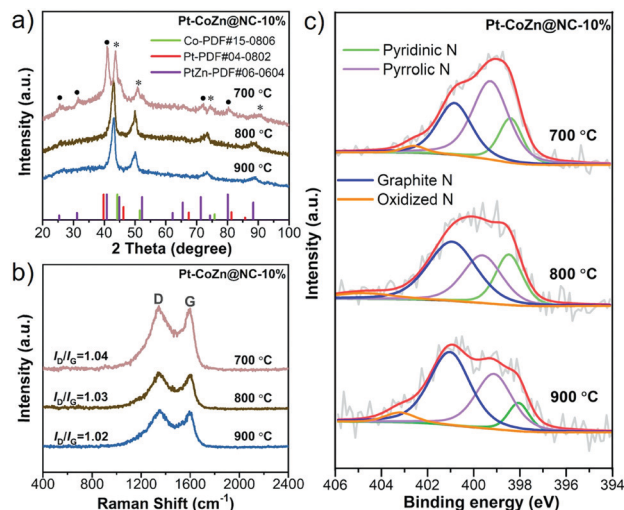 a)
Pt-CoZn@NC-10%
Co-PDF#15-0806
Pt-PDF#04-0802
PtZn-PDF#06-0604
* * * *
700 °C
800 °C
900 °C
Intensity (a.u.)
20 30 40 50 60 70 80 90 100
2 Theta (degree)
b)
Pt-CoZn@NC-10%
D G
ID/IG=1.04
700 °C
ID/IG=1.03
800 °C
ID/IG=1.02
900 °C
Intensity (a.u.)
400 800 1200 1600 2000 2400
Raman Shift (cm-1)
c)
Pt-CoZn@NC-10%
Pyridinic N
Pyrrolic N
700 °C
Graphite N
Oxidized N
800 °C
900 °C
Intensity (a.u.)
406 404 402 400 398 396 394
Binding energy (eV)